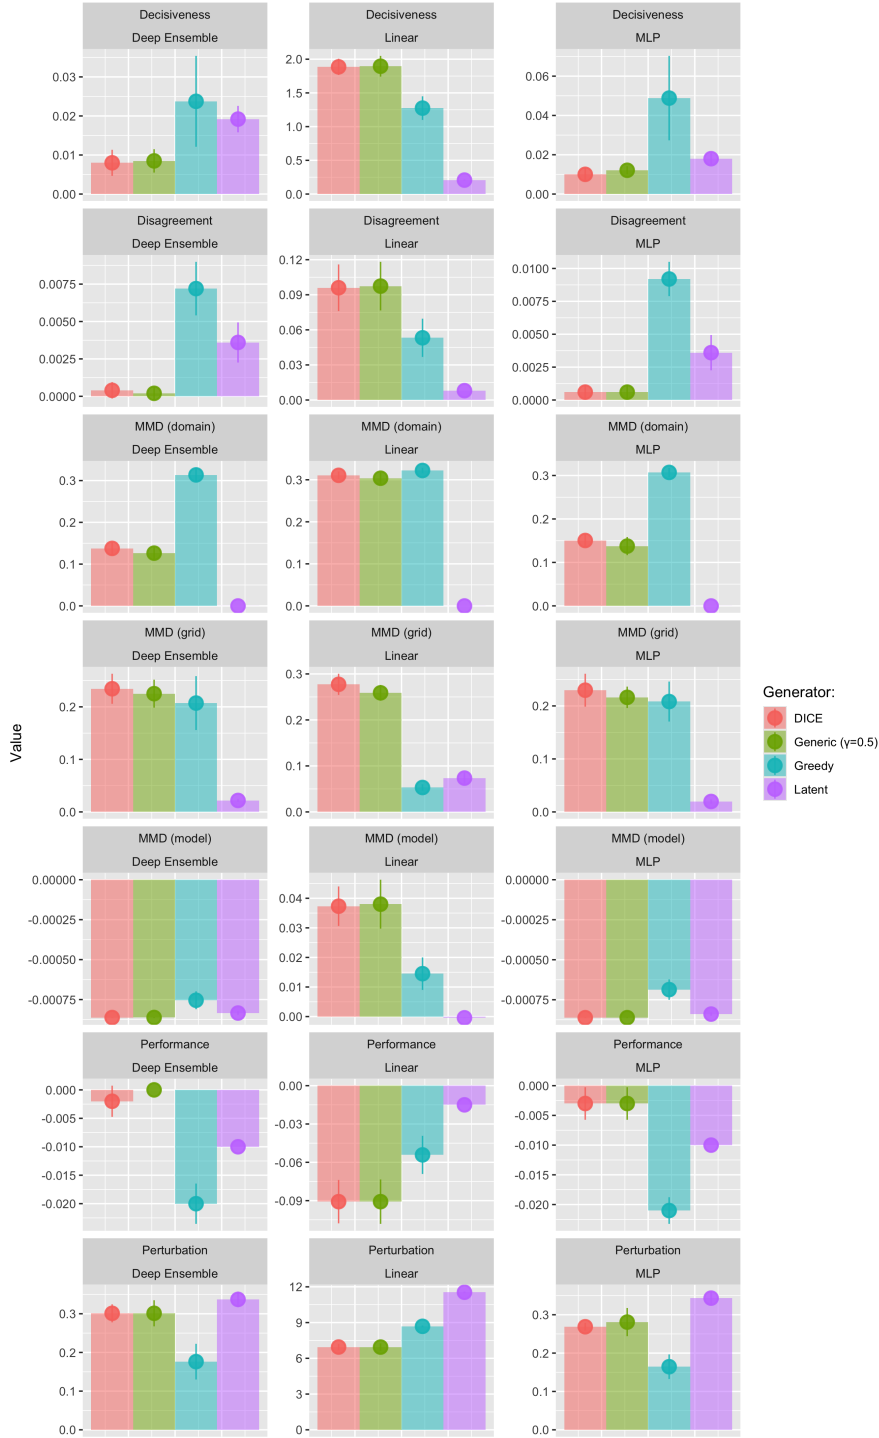 Decisiveness
Deep Ensemble
0.03
0.02
0.01
0.00
Decisiveness
Linear
2.0
1.5
1.0
0.5
0.0
Decisiveness
MLP
0.06
0.04
0.02
0.00
Disagreement
Deep Ensemble
0.0075
0.0050
0.0025
0.0000
Disagreement
Linear
0.12
0.09
0.06
0.03
0.00
Disagreement
MLP
0.0100
0.0075
0.0050
0.0025
0.0000
MMD (domain)
Deep Ensemble
0.3
0.2
0.1
0.0
MMD (domain)
Linear
0.3
0.2
0.1
0.0
MMD (domain)
MLP
0.3
0.2
0.1
0.0
MMD (grid)
Deep Ensemble
0.2
0.1
0.0
MMD (grid)
Linear
0.3
0.2
0.1
0.0
MMD (grid)
MLP
0.2
0.1
0.0
MMD (model)
Deep Ensemble
0.00000
-0.00025
-0.00050
-0.00075
MMD (model)
Linear
0.04
0.03
0.02
0.01
0.00
MMD (model)
MLP
0.00000
-0.00025
-0.00050
-0.00075
Performance
Deep Ensemble
0.000
-0.005
-0.010
-0.015
-0.020
Performance
Linear
0.00
-0.03
-0.06
-0.09
Performance
MLP
0.000
-0.005
-0.010
-0.015
-0.020
Perturbation
Deep Ensemble
0.3
0.2
0.1
0.0
Perturbation
Linear
12
9
6
3
0
Perturbation
MLP
0.3
0.2
0.1
0.0
Value
Generator:
DICE
Generic (γ=0.5)
Greedy
Latent